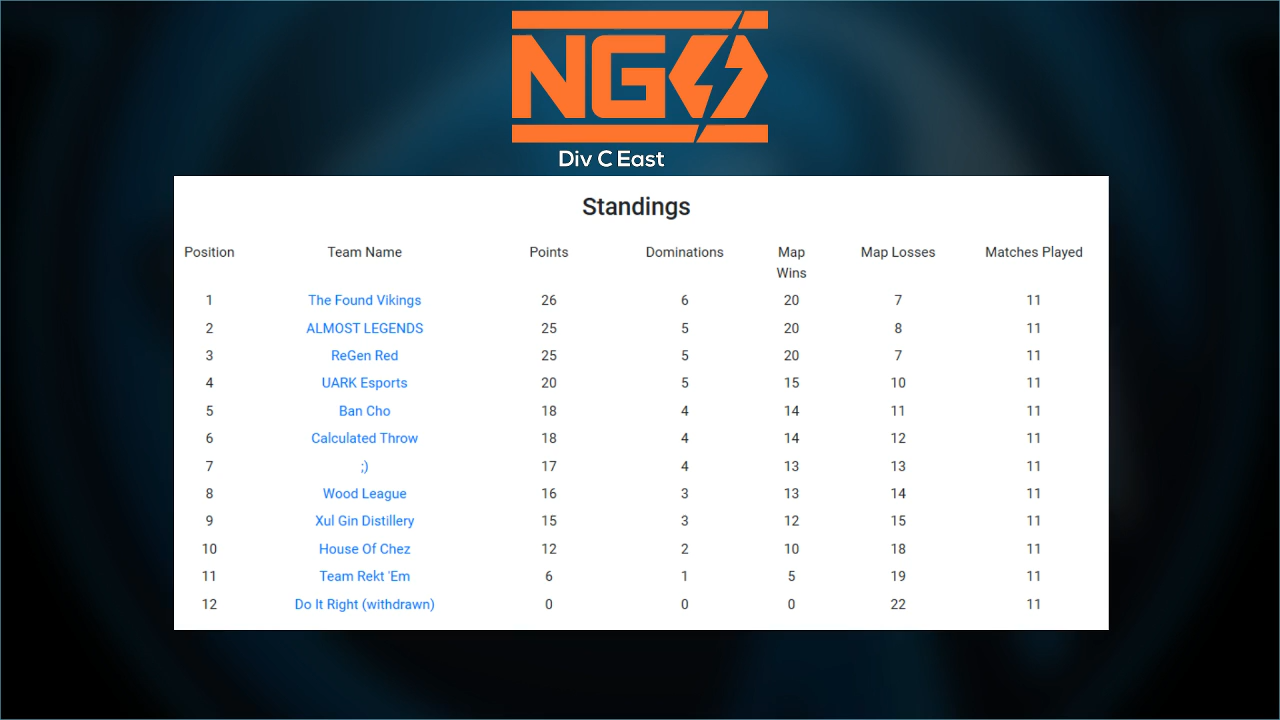 NGO
Div C East
Standings
Position Team Name Points Dominations Map Wins Map Losses Matches Played
1 The Found Vikings 26 6 20 7 11
2 ALMOST LEGENDS 25 5 20 8 11
3 ReGen Red 25 5 20 7 11
4 UARK Esports 20 5 15 10 11
5 Ban Cho 18 4 14 11 11
6 Calculated Throw 18 4 14 12 11
7 ;) 17 4 13 13 11
8 Wood League 16 3 13 14 11
9 Xul Gin Distillery 15 3 12 15 11
10 House Of Chez 12 2 10 18 11
11 Team Rekt 'Em 6 1 5 19 11
12 Do It Right (withdrawn) 0 0 0 22 11